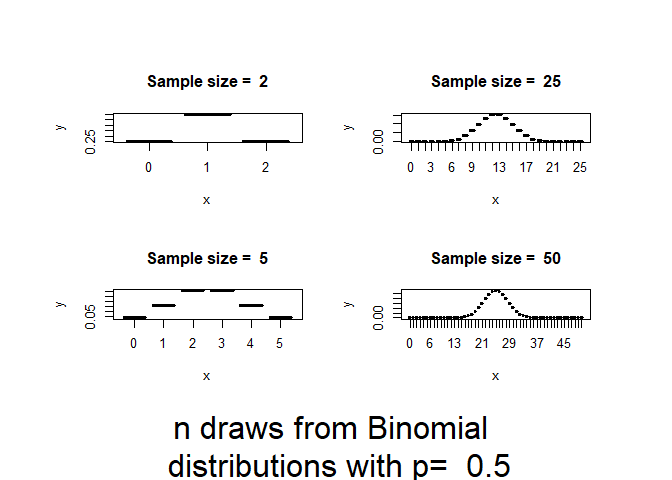 Sample size =  2
y
0.25
0 1 2
x
Sample size =  25
y
0.00
0 3 6 9 13 17 21 25
x
Sample size =  5
y
0.05
0 1 2 3 4 5
x
Sample size =  50
y
0.00
0 6 13 21 29 37 45
x
n draws from Binomial
distributions with p=  0.5